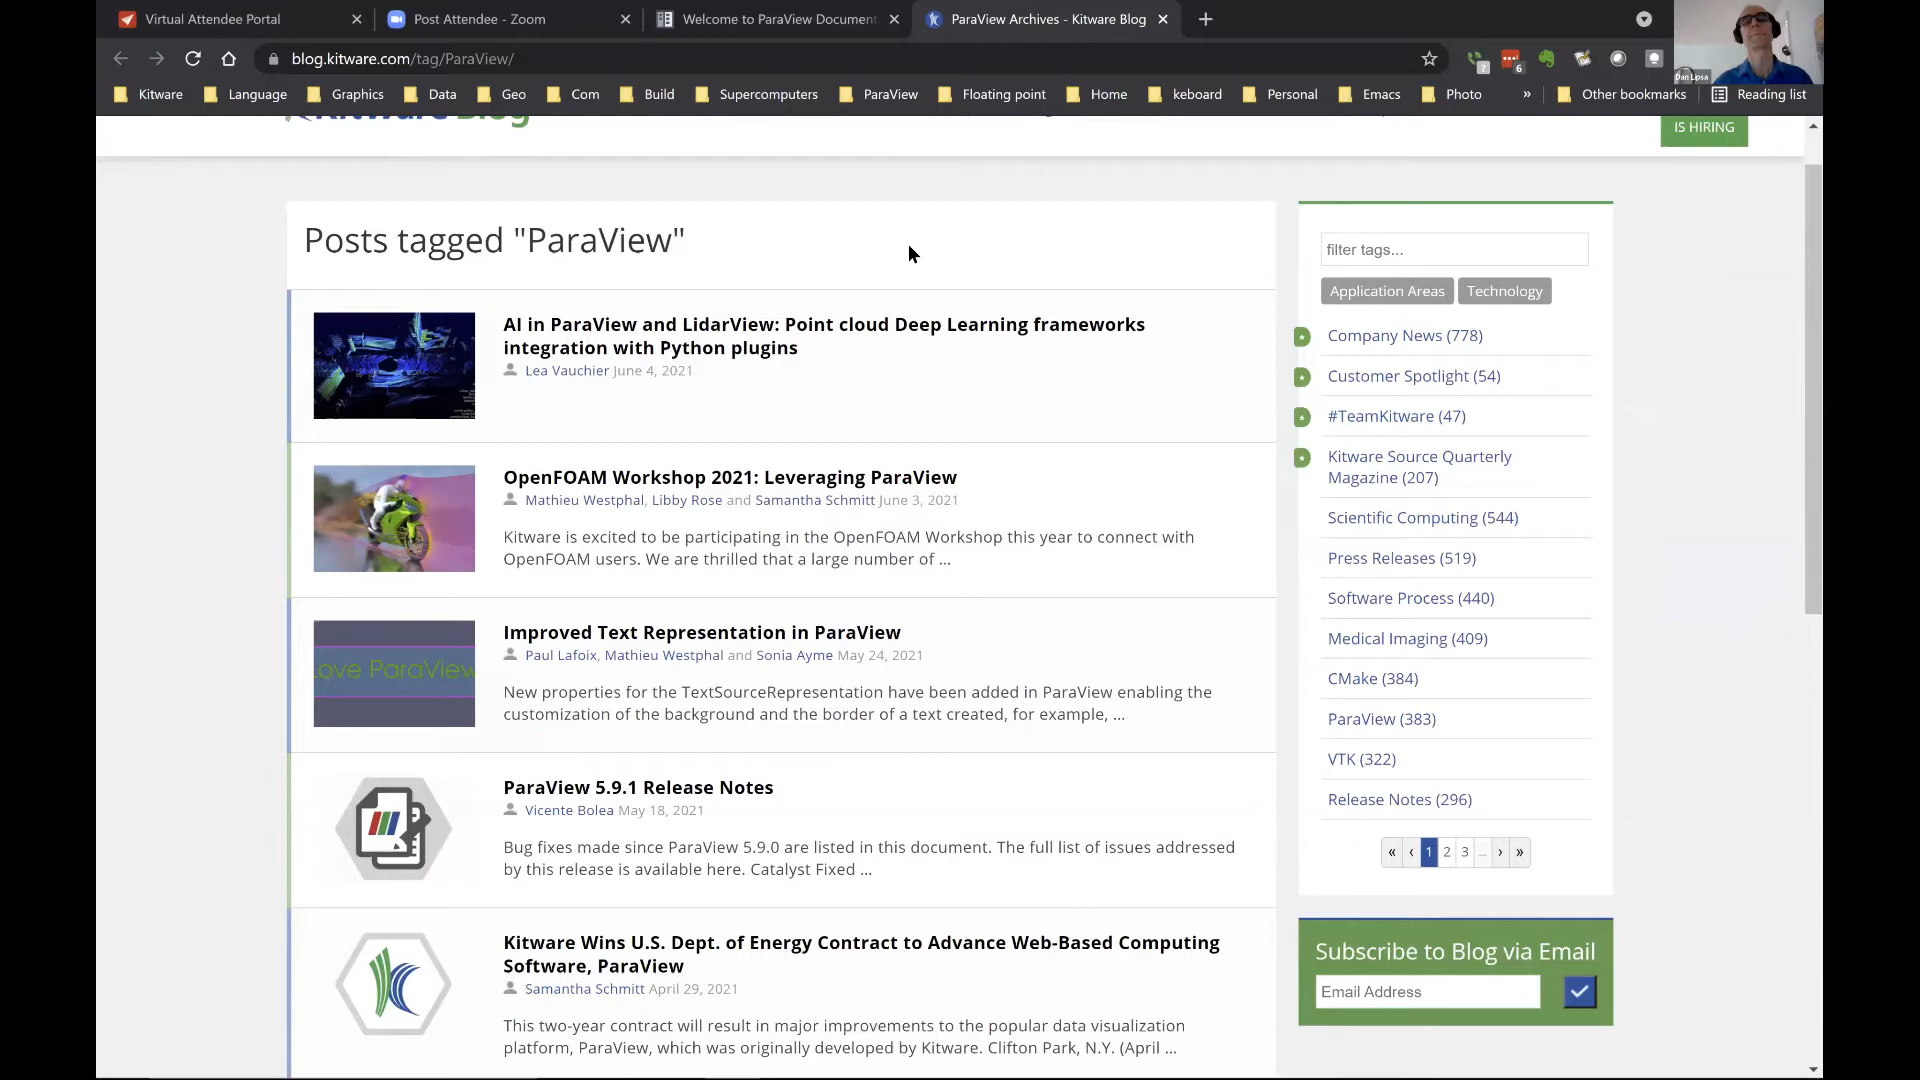 Virtual Attendee Portal
Post Attendee - Zoom
Welcome to ParaView Document
ParaView Archives - Kitware Blog
blog.kitware.com/tag/ParaView/
?
6
Dan Lipsa
Kitware
Language
Graphics
Data
Geo
Com
Build
Supercomputers
ParaView
Floating point
Home
keboard
Personal
Emacs
Photo
»
Other bookmarks
Reading list
Kitware Blog
IS HIRING
Posts tagged "ParaView"
AI in ParaView and LidarView: Point cloud Deep Learning frameworks
integration with Python plugins
Lea Vauchier June 4, 2021
OpenFOAM Workshop 2021: Leveraging ParaView
Mathieu Westphal, Libby Rose and Samantha Schmitt June 3, 2021
Kitware is excited to be participating in the OpenFOAM Workshop this year to connect with
OpenFOAM users. We are thrilled that a large number of ...
ove ParaView
Improved Text Representation in ParaView
Paul Lafoix, Mathieu Westphal and Sonia Ayme May 24, 2021
New properties for the TextSourceRepresentation have been added in ParaView enabling the
customization of the background and the border of a text created, for example, ...
ParaView 5.9.1 Release Notes
Vicente Bolea May 18, 2021
Bug fixes made since ParaView 5.9.0 are listed in this document. The full list of issues addressed
by this release is available here. Catalyst Fixed ...
Kitware Wins U.S. Dept. of Energy Contract to Advance Web-Based Computing
Software, ParaView
Samantha Schmitt April 29, 2021
This two-year contract will result in major improvements to the popular data visualization
platform, ParaView, which was originally developed by Kitware. Clifton Park, N.Y. (April ...
filter tags...
Application Areas
Technology
Company News (778)
Customer Spotlight (54)
#TeamKitware (47)
Kitware Source Quarterly
Magazine (207)
Scientific Computing (544)
Press Releases (519)
Software Process (440)
Medical Imaging (409)
CMake (384)
ParaView (383)
VTK (322)
Release Notes (296)
« ‹ 1 2 3 ... › »
Subscribe to Blog via Email
Email Address